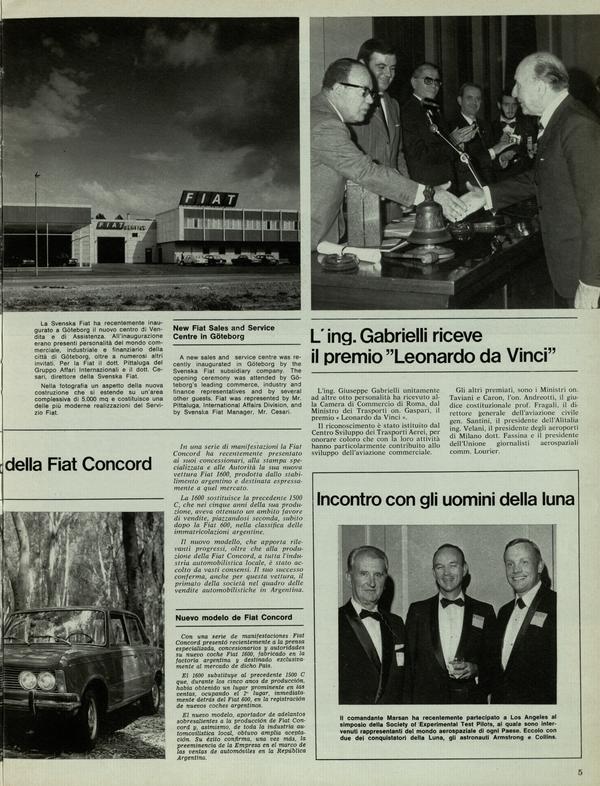 FIAT
FIAT
La Svenska Fiat ha recentemente inau-
gurato a Göteborg il nuovo centro di Ven-
dita e di Assistenza. All'inaugurazione
erano presenti personalità del mondo com-
merciale, industriale e finanziario della
città di Göteborg, oltre a numerosi altri
invitati. Per la Fiat il dott. Pittaluga del
Gruppo Affari Internazionali e il dott. Ce-
sari, direttore della Svenska Fiat.
Nella fotografia un aspetto della nuova
costruzione che si estende su un'area
complessiva di 5.000 mq e costituisce una
delle più moderne realizzazioni del Servi-
zio Fiat.
New Fiat Sales and Service
Centre in Göteborg
A new sales and service centre was re-
cently inaugurated in Göteborg by the
Svenska Fiat subsidiary company. The
opening ceremony was attended by Gö-
teborg's leading commerce, industry and
finance representatives and by several
other guests. Fiat was represented by Mr.
Pittaluga, International Affairs Division, and
by Svenska Fiat Manager, Mr. Cesari.
L'ing. Gabrielli riceve
il premio "Leonardo da Vinci"
L'ing. Giuseppe Gabrielli unitamente
ad altre otto personalità ha ricevuto al-
la Camera di Commercio di Roma, dal
Ministro dei Trasporti on. Gaspari, il
premio « Leonardo da Vinci ».
Il riconoscimento è stato istituito dal
Centro Sviluppo dei Trasporti Aerei, per
onorare coloro che con la loro attività
hanno particolarmente contribuito allo
sviluppo dell'aviazione commerciale.
Gli altri premiati, sono i Ministri on.
Taviani e Caron, l'on. Andreotti, il giu-
dice costituzionale prof. Fragali, il di-
rettore generale dell'aviazione civile
gen. Santini, il presidente dell'Alitalia
ing. Velani, il presidente degli aeroporti
di Milano dott. Fassina e il presidente
dell'Unione giornalisti aerospaziali
comm. Lourier.
della Fiat Concord
In una serie di manifestazioni la Fiat
Concord ha recentemente presentato
ai suoi concessionari, alla stampa spe-
cializzata e alle Autorità la sua nuova
vettura Fiat 1600, prodotta dallo stabi-
limento argentino e destinata espressa-
mente a quel mercato.
La 1600 sostituisce la precedente 1500
C, che nei cinque anni della sua produ-
zione, aveva ottenuto un ambito favore
di vendite, piazzandosi seconda, subito
dopo la Fiat 600, nella classifica delle
immatricolazioni argentine.
Il nuovo modello, che apporta rile-
vanti progressi, oltre che alla produ-
zione della Fiat Concord, a tutta l'indu-
stria automobilistica locale, è stato ac-
colto da vasti consensi. Il suo successo
conferma, anche per questa vettura, il
primato della società nel quadro delle
vendite automobilistiche in Argentina.
Nuevo modelo de Fiat Concord
Con una serie de manifestaciones Fiat
Concord presentó recientemente a la prensa
especializada, concesionarios y autoridades
su nuevo coche Fiat 1600, fabricado en la
factoría argentina y destinado exclusiva-
mente al mercado de dicho País.
El 1600 substituye al precedente 1500 C
que, durante los cinco años de producción,
había obtenido un lugar prominente en las
ventas, ocupando el 2º lugar, inmediata-
mente detrás del Fiat 600, en la registración
de nuevos coches argentinos.
El nuevo modelo, aportador de adelantos
sobresalientes a la producción de Fiat Con-
cord y, asimismo, de toda la industria au-
tomovilística local, obtuvo amplia acepta-
ción. Su éxito confirma, una vez más, la
preeminencia de la Empresa en el marco de
las ventas de automóviles en la República
Argentina.
Incontro con gli uomini della luna
Il comandante Marsan ha recentemente partecipato a Los Angeles al
simposio della Society of Experimental Test Pilots, ai quale sono inter-
venuti rappresentanti del mondo aerospaziale di ogni Paese. Eccolo con
due dei conquistatori della Luna, gli astronauti Armstrong e Collins.
5